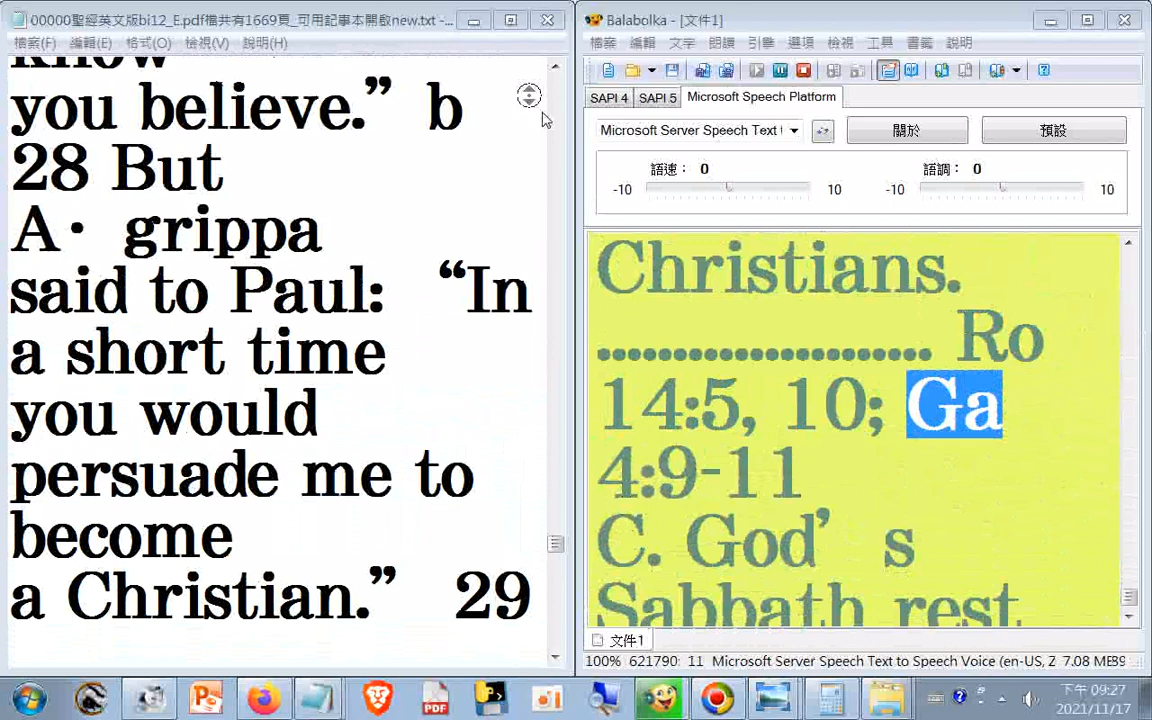 00000聖經英文版bi12_E.pdf檔共有1669頁_可用記事本開啟new.txt -...
檔案(F) 編輯(E) 格式(O) 檢視(V) 說明(H)
know
you believe.” b
28 But
A· grippa
said to Paul: “In
a short time
you would
persuade me to
become
a Christian.” 29
Balabolka - [文件1]
檔案 編輯 文字 朗讀 引擎 選項 檢視 工具 書籤 說明
SAPI 4 SAPI 5 Microsoft Speech Platform
Microsoft Server Speech Text 關於 預設
語速： 0 語調： 0
-10 10 -10 10
Christians.
...................... Ro
14:5, 10; Ga
4:9-11
C. God’ s
Sabbath rest
文件1
100% 621790: 11 Microsoft Server Speech Text to Speech Voice (en-US, Z 7.08 MB
PDF
下午 09:27
2021/11/17